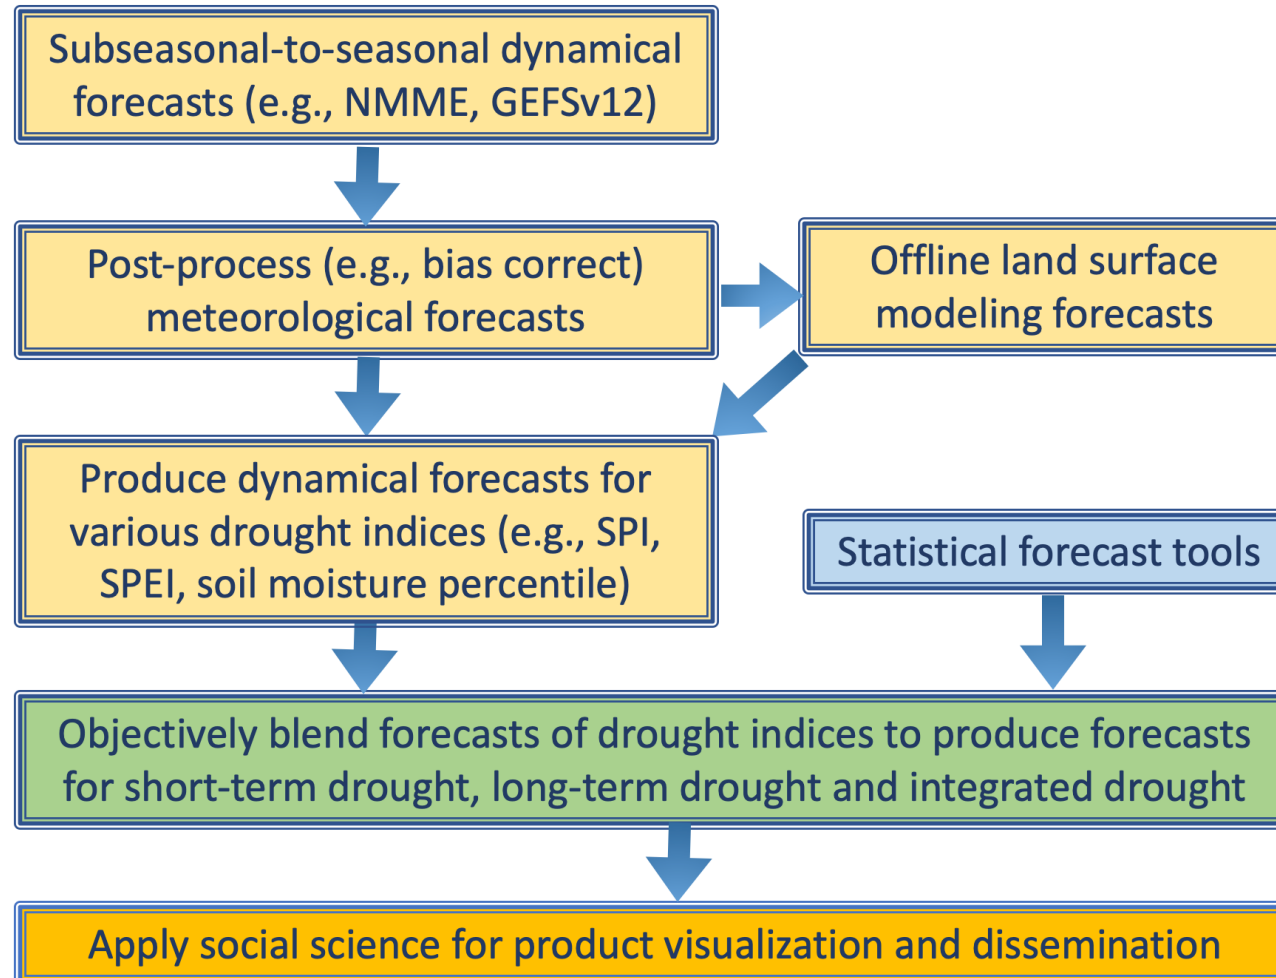 Subseasonal-to-seasonal dynamical
forecasts (e.g., NMME, GEFSv12)
Post-process (e.g., bias correct)
meteorological forecasts
Offline land surface
modeling forecasts
Produce dynamical forecasts for
various drought indices (e.g., SPI,
SPEI, soil moisture percentile)
Statistical forecast tools
Objectively blend forecasts of drought indices to produce forecasts
for short-term drought, long-term drought and integrated drought
Apply social science for product visualization and dissemination